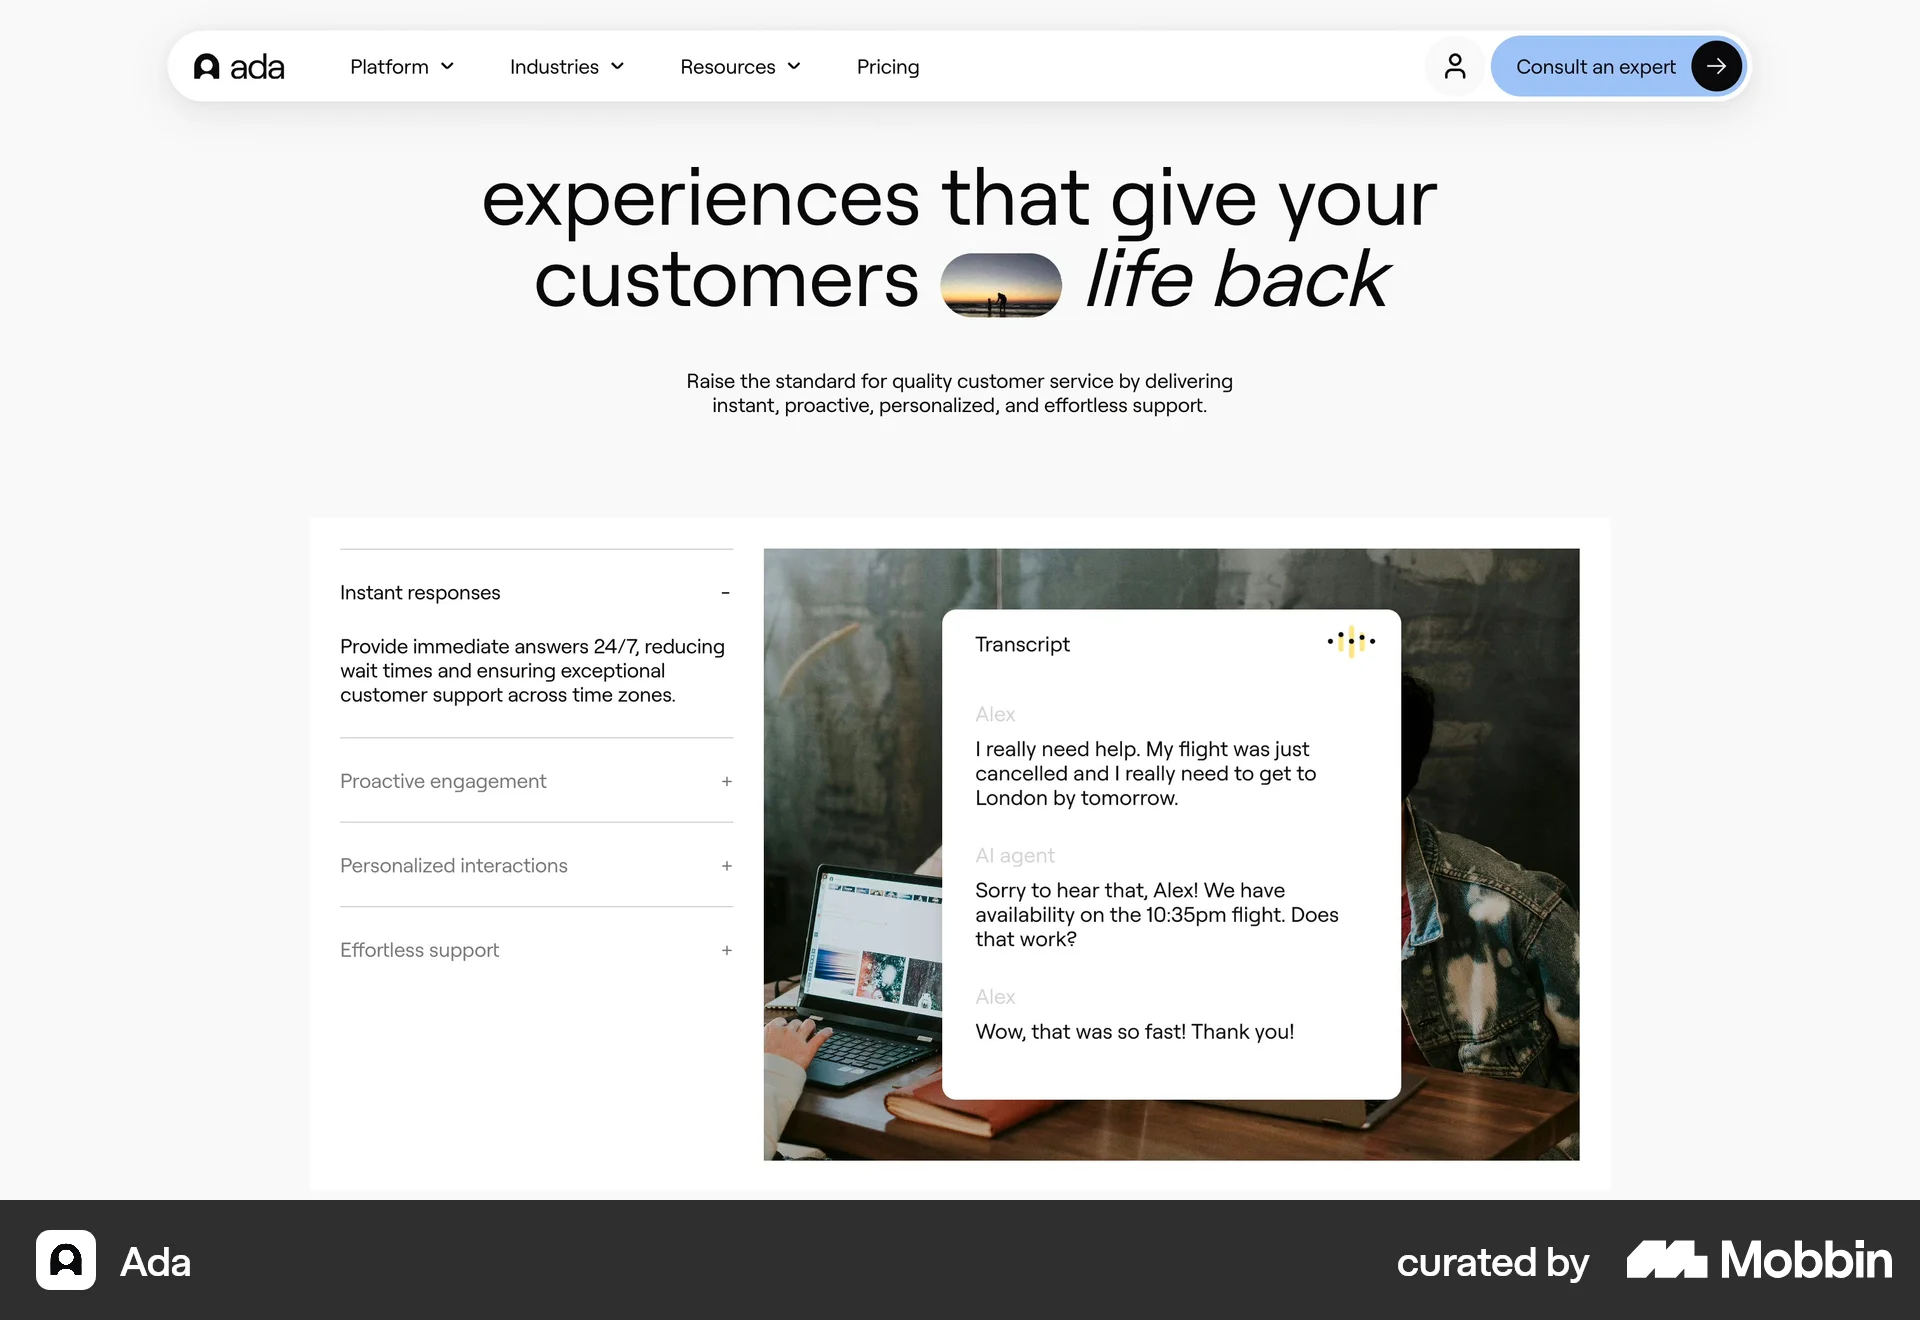 ada
Platform
Industries
Resources
Pricing
Consult an expert
experiences that give your
customers life back
Raise the standard for quality customer service by delivering
instant, proactive, personalized, and effortless support.
Instant responses -
Provide immediate answers 24/7, reducing
wait times and ensuring exceptional
customer support across time zones.
Proactive engagement +
Personalized interactions +
Effortless support +
Transcript
Alex
I really need help. My flight was just
cancelled and I really need to get to
London by tomorrow.
AI agent
Sorry to hear that, Alex! We have
availability on the 10:35pm flight. Does
that work?
Alex
Wow, that was so fast! Thank you!
Ada
curated by
Mobbin